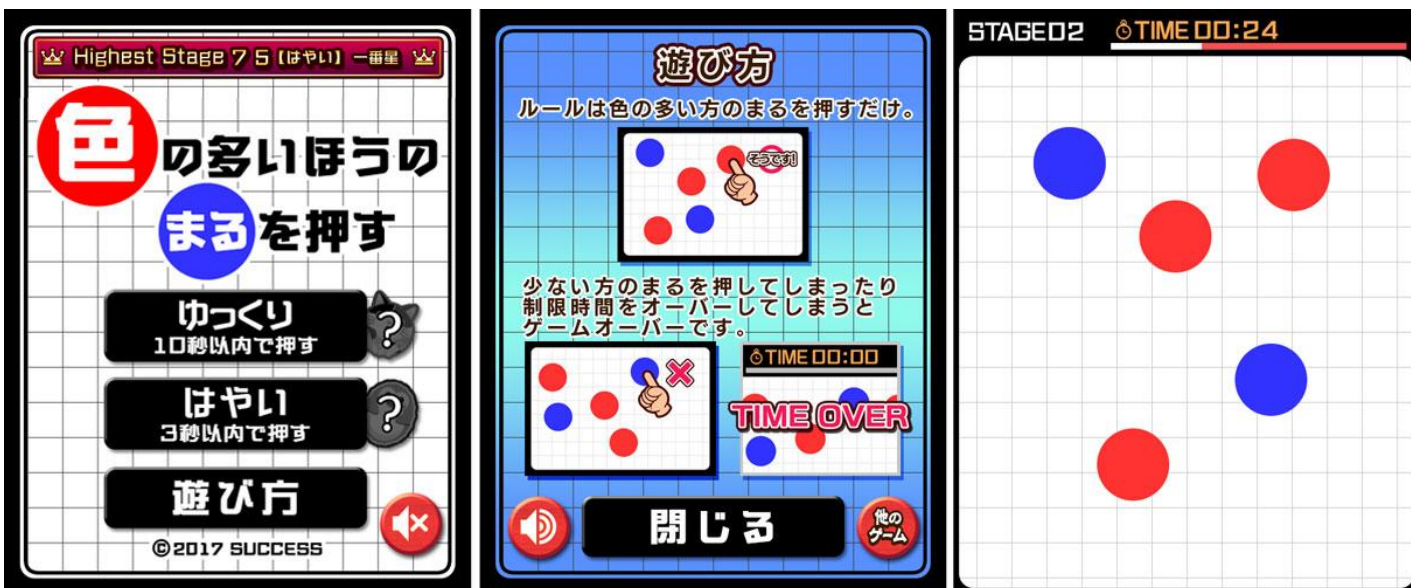 Highest Stage 75【はやい】一番星
色の多いほうの
まるを押す
ゆっくり
10秒以内で押す
?
はやい
3秒以内で押す
?
遊び方
©2017 SUCCESS
遊び方
ルールは色の多い方のまるを押すだけ。
そうです!
少ない方のまるを押してしまったり
制限時間をオーバーしてしまうと
ゲームオーバーです。
TIME 00:00
TIME OVER
閉じる
他の
ゲーム
STAGE02 TIME 00:24